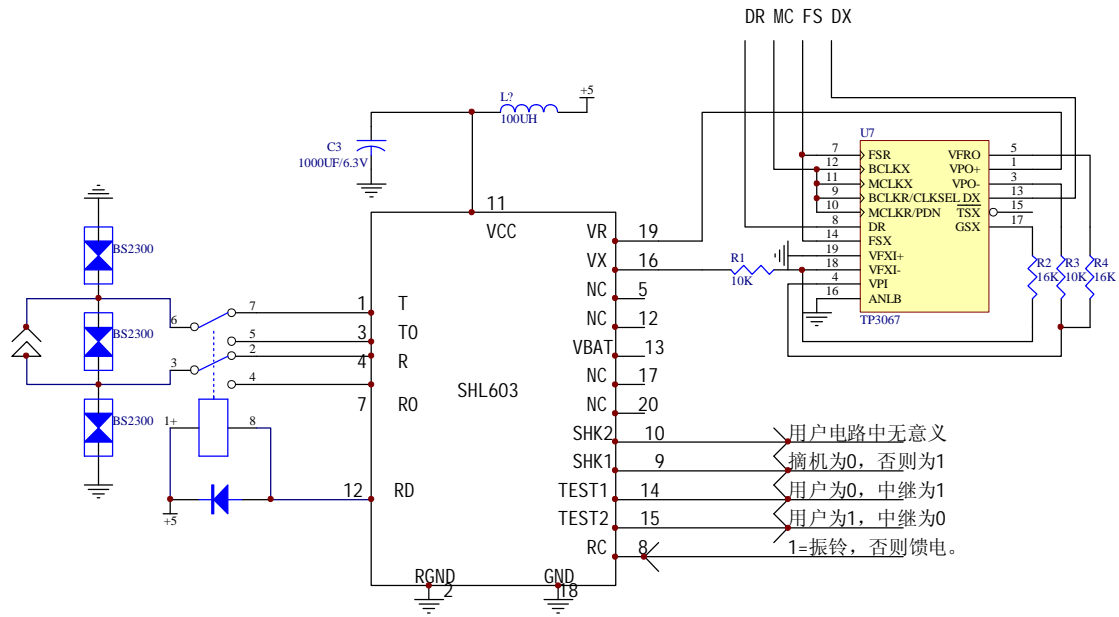 DR MC FS DX
L?
100UH
+5
C3
1000UF/6.3V
U7
7 FSR VFRO 5
12 BCLKX VPO+ 1
11 MCLKX VPO- 3
9 BCLKR/CLKSEL DX 13
10 MCLKR/PDN TSX 15
8 DR GSX 17
14 FSX
19 VFXI+
18 VFXI-
4 VPI
16 ANLB
TP3067
R1
10K
R2
16K
R3
10K
R4
16K
BS2300
BS2300
BS2300
6
7
5
2
3
4
1+
8
+5
11
VCC
SHL603
1 T
3 TO
4 R
7 RO
12 RD
VR 19
VX 16
NC 5
NC 12
VBAT 13
NC 17
NC 20
SHK2 10 用户电路中无意义
SHK1 9 摘机为0，否则为1
TEST1 14 用户为0，中继为1
TEST2 15 用户为1，中继为0
RC 8 1=振铃，否则馈电。
RGND
2
GND
18